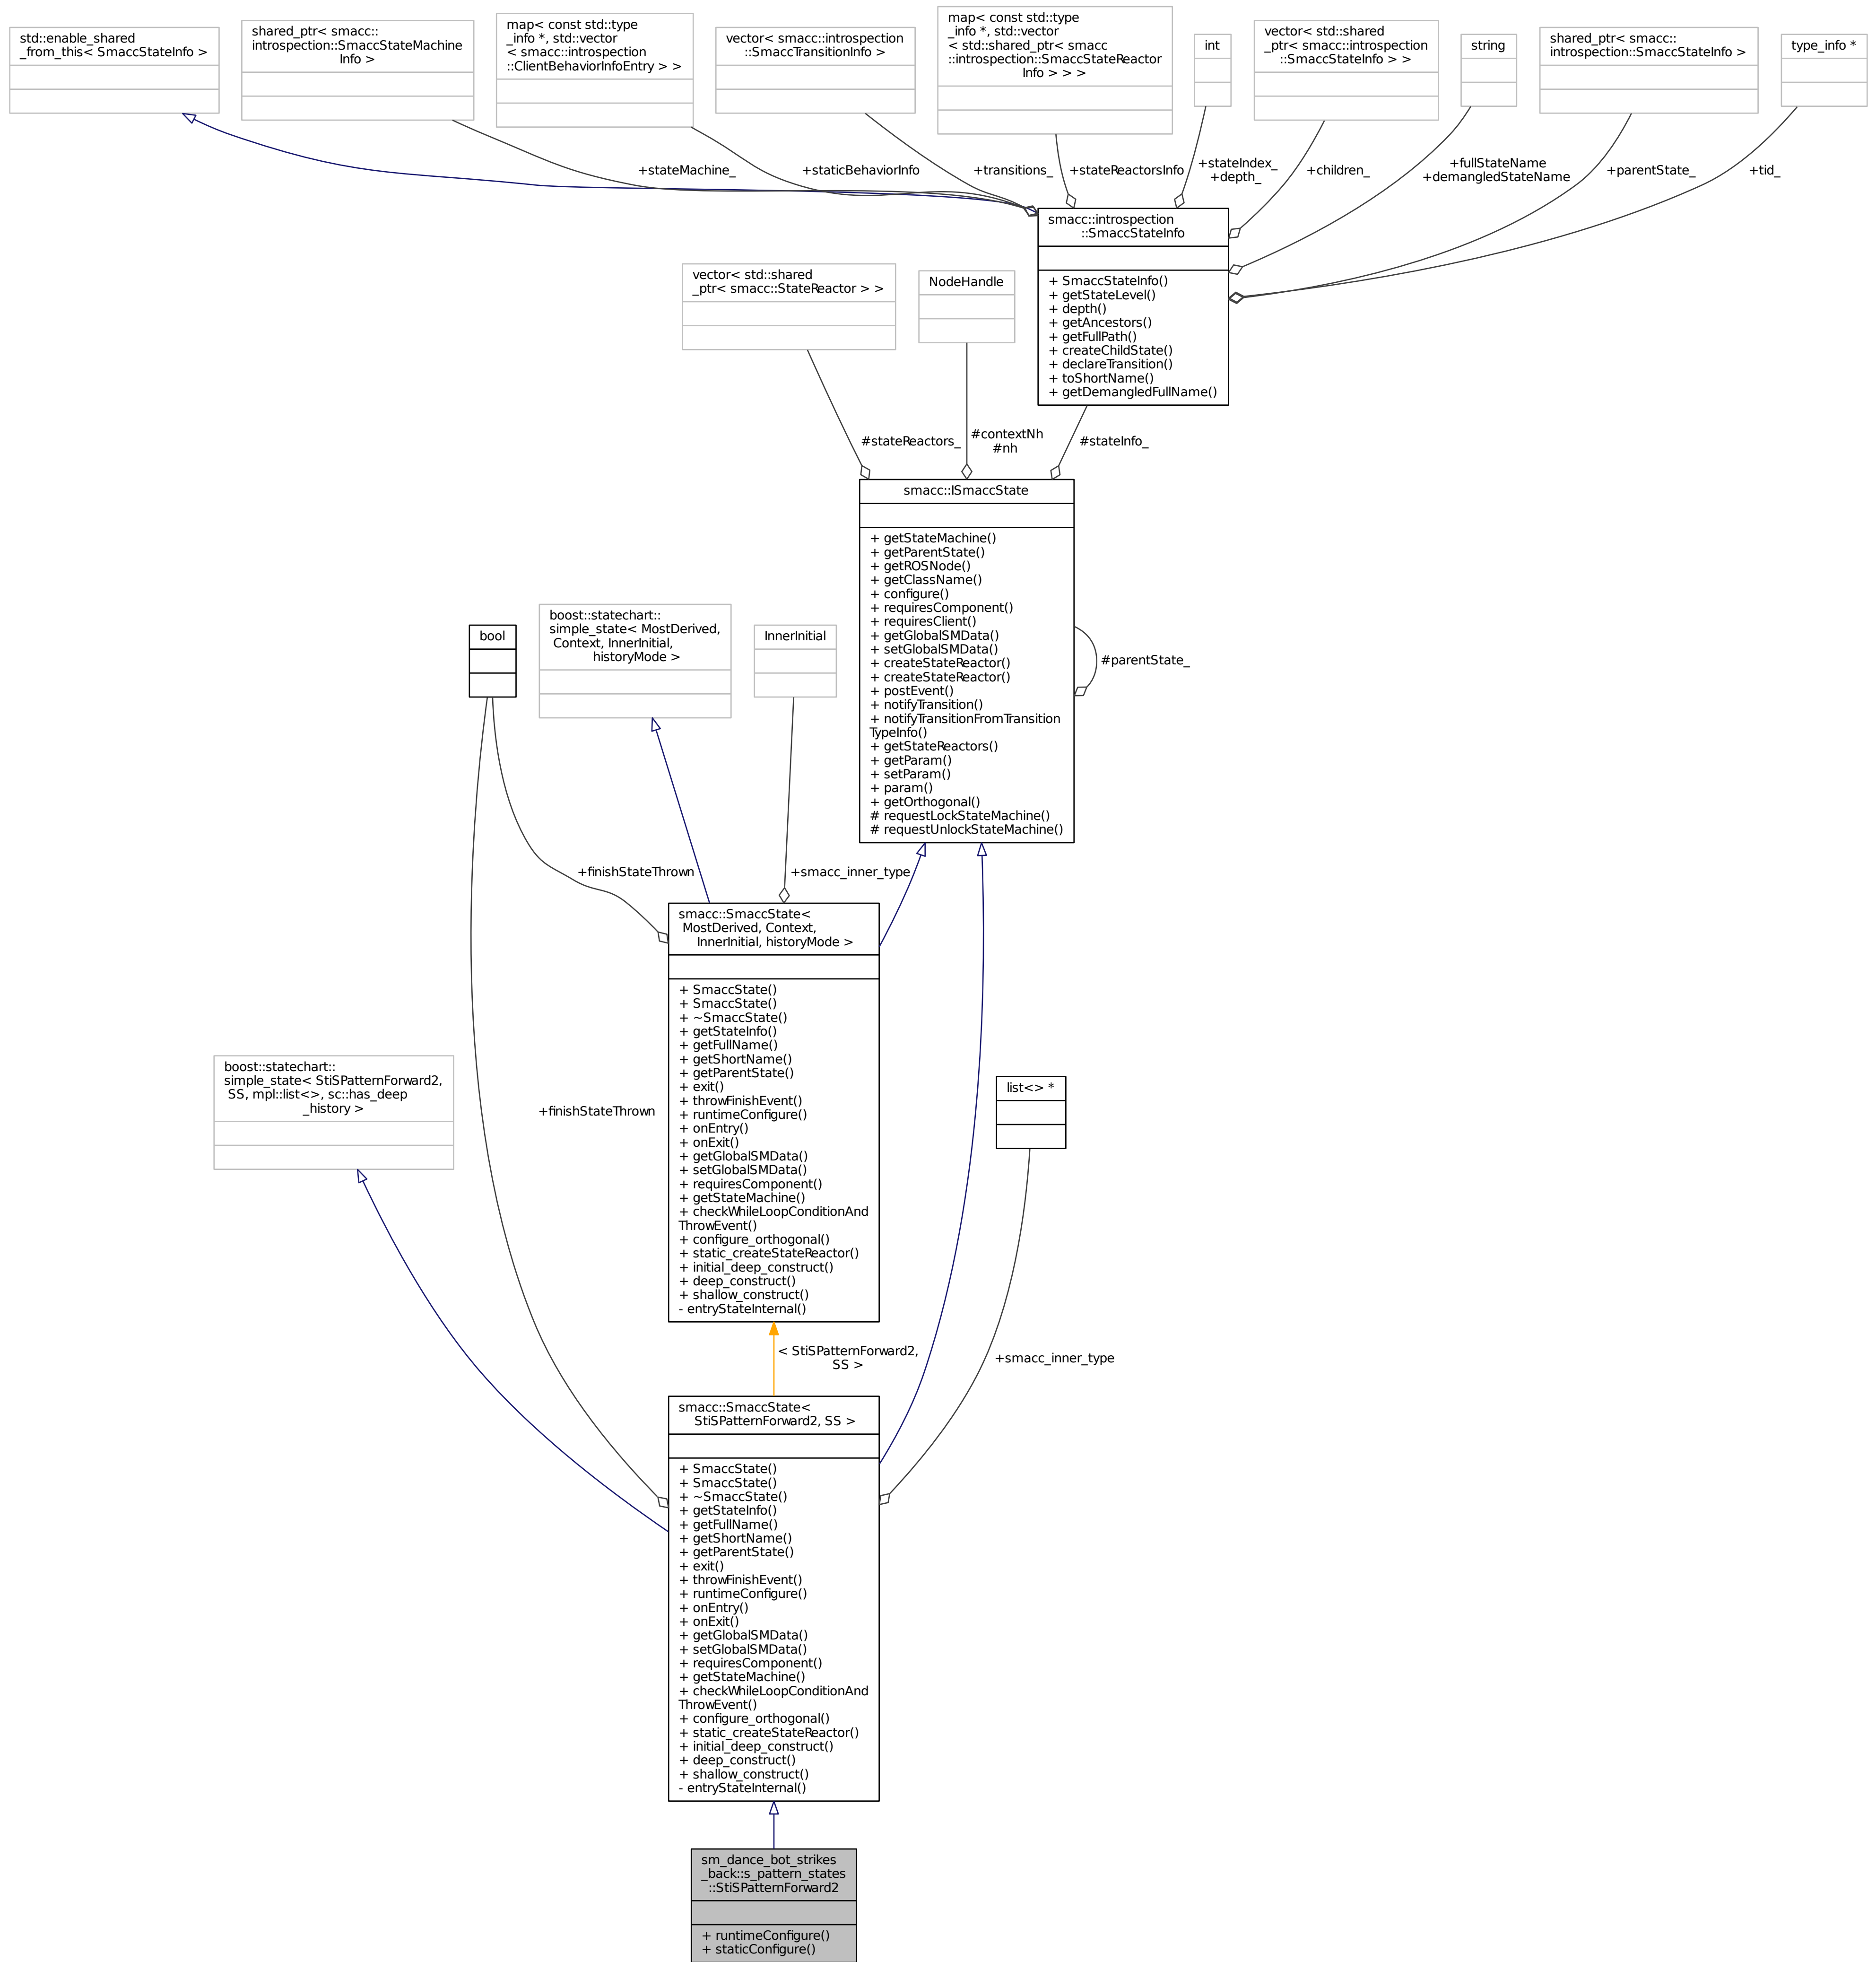 std::enable_shared
_from_this< SmaccStateInfo >
shared_ptr< smacc::
introspection::SmaccStateMachine
Info >
map< const std::type
_info *, std::vector
< smacc::introspection
::ClientBehaviorInfoEntry > >
vector< smacc::introspection
::SmaccTransitionInfo >
map< const std::type
_info *, std::vector
< std::shared_ptr< smacc
::introspection::SmaccStateReactor
Info > > >
int
vector< std::shared
_ptr< smacc::introspection
::SmaccStateInfo > >
string
shared_ptr< smacc::
introspection::SmaccStateInfo >
type_info *
+stateMachine_
+staticBehaviorInfo
+transitions_
+stateReactorsInfo
+stateIndex_
+depth_
+children_
+fullStateName
+demangledStateName
+parentState_
+tid_
smacc::introspection
::SmaccStateInfo
+ SmaccStateInfo()
+ getStateLevel()
+ depth()
+ getAncestors()
+ getFullPath()
+ createChildState()
+ declareTransition()
+ toShortName()
+ getDemangledFullName()
vector< std::shared
_ptr< smacc::StateReactor > >
NodeHandle
#stateReactors_
#contextNh
#nh
#stateInfo_
smacc::ISmaccState
+ getStateMachine()
+ getParentState()
+ getROSNode()
+ getClassName()
+ configure()
+ requiresComponent()
+ requiresClient()
+ getGlobalSMData()
+ setGlobalSMData()
+ createStateReactor()
+ createStateReactor()
+ postEvent()
+ notifyTransition()
+ notifyTransitionFromTransition
TypeInfo()
+ getStateReactors()
+ getParam()
+ setParam()
+ param()
+ getOrthogonal()
# requestLockStateMachine()
# requestUnlockStateMachine()
#parentState_
bool
boost::statechart::
simple_state< MostDerived,
Context, InnerInitial,
historyMode >
InnerInitial
+finishStateThrown
+smacc_inner_type
smacc::SmaccState<
MostDerived, Context,
InnerInitial, historyMode >
+ SmaccState()
+ SmaccState()
+ ~SmaccState()
+ getStateInfo()
+ getFullName()
+ getShortName()
+ getParentState()
+ exit()
+ throwFinishEvent()
+ runtimeConfigure()
+ onEntry()
+ onExit()
+ getGlobalSMData()
+ setGlobalSMData()
+ requiresComponent()
+ getStateMachine()
+ checkWhileLoopConditionAnd
ThrowEvent()
+ configure_orthogonal()
+ static_createStateReactor()
+ initial_deep_construct()
+ deep_construct()
+ shallow_construct()
- entryStateInternal()
boost::statechart::
simple_state< StiSPatternForward2,
SS, mpl::list<>, sc::has_deep
_history >
+finishStateThrown
list<> *
< StiSPatternForward2,
SS >
+smacc_inner_type
smacc::SmaccState<
StiSPatternForward2, SS >
+ SmaccState()
+ SmaccState()
+ ~SmaccState()
+ getStateInfo()
+ getFullName()
+ getShortName()
+ getParentState()
+ exit()
+ throwFinishEvent()
+ runtimeConfigure()
+ onEntry()
+ onExit()
+ getGlobalSMData()
+ setGlobalSMData()
+ requiresComponent()
+ getStateMachine()
+ checkWhileLoopConditionAnd
ThrowEvent()
+ configure_orthogonal()
+ static_createStateReactor()
+ initial_deep_construct()
+ deep_construct()
+ shallow_construct()
- entryStateInternal()
sm_dance_bot_strikes
_back::s_pattern_states
::StiSPatternForward2
+ runtimeConfigure()
+ staticConfigure()